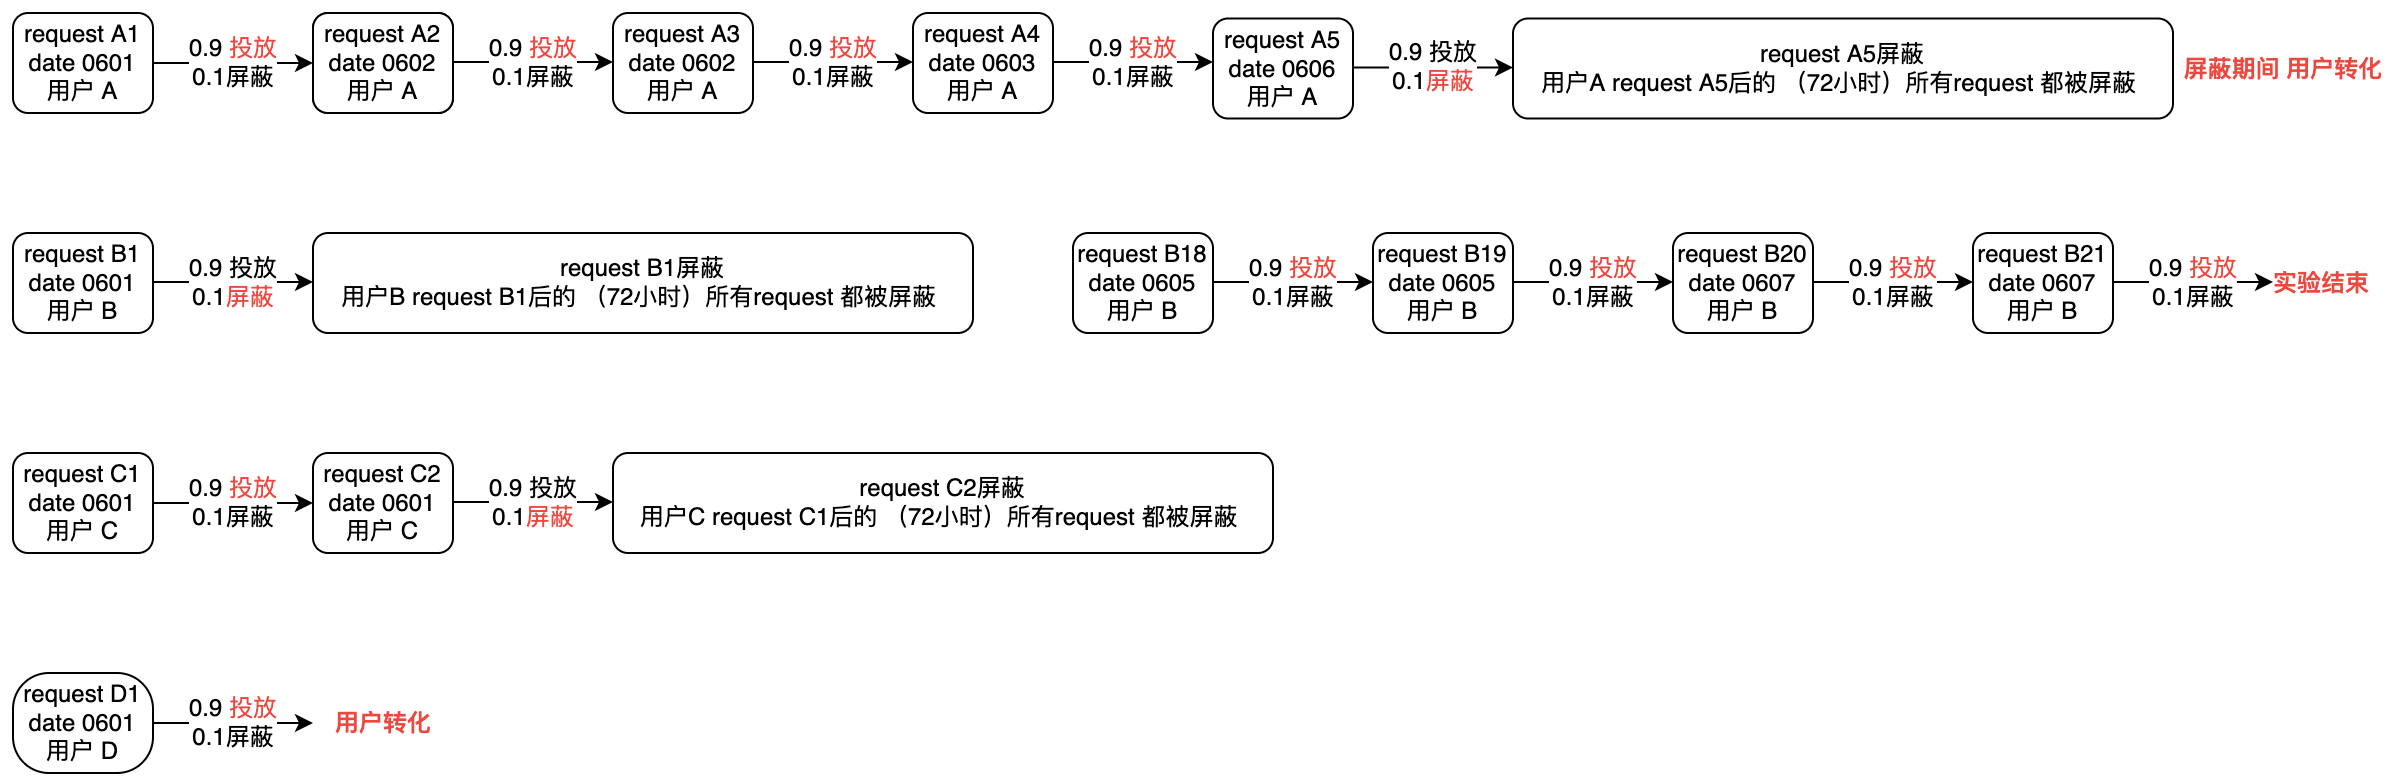 request A1
date 0601
用户 A
0.9 投放
0.1屏蔽
request A2
date 0602
用户 A
0.9 投放
0.1屏蔽
request A3
date 0602
用户 A
0.9 投放
0.1屏蔽
request A4
date 0603
用户 A
0.9 投放
0.1屏蔽
request A5
date 0606
用户 A
0.9 投放
0.1屏蔽
request A5屏蔽
用户A request A5后的 （72小时）所有request 都被屏蔽
屏蔽期间 用户转化
request B1
date 0601
用户 B
0.9 投放
0.1屏蔽
request B1屏蔽
用户B request B1后的 （72小时）所有request 都被屏蔽
request B18
date 0605
用户 B
0.9 投放
0.1屏蔽
request B19
date 0605
用户 B
0.9 投放
0.1屏蔽
request B20
date 0607
用户 B
0.9 投放
0.1屏蔽
request B21
date 0607
用户 B
0.9 投放
0.1屏蔽
实验结束
request C1
date 0601
用户 C
0.9 投放
0.1屏蔽
request C2
date 0601
用户 C
0.9 投放
0.1屏蔽
request C2屏蔽
用户C request C1后的 （72小时）所有request 都被屏蔽
request D1
date 0601
用户 D
0.9 投放
0.1屏蔽
用户转化